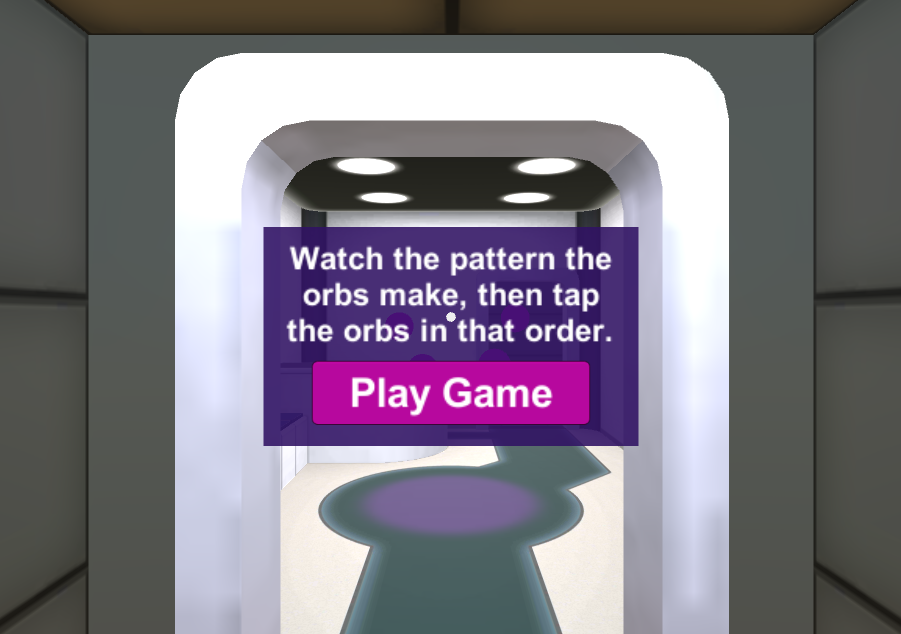 Watch the pattern the
orbs make, then tap
the orbs in that order.
Play Game